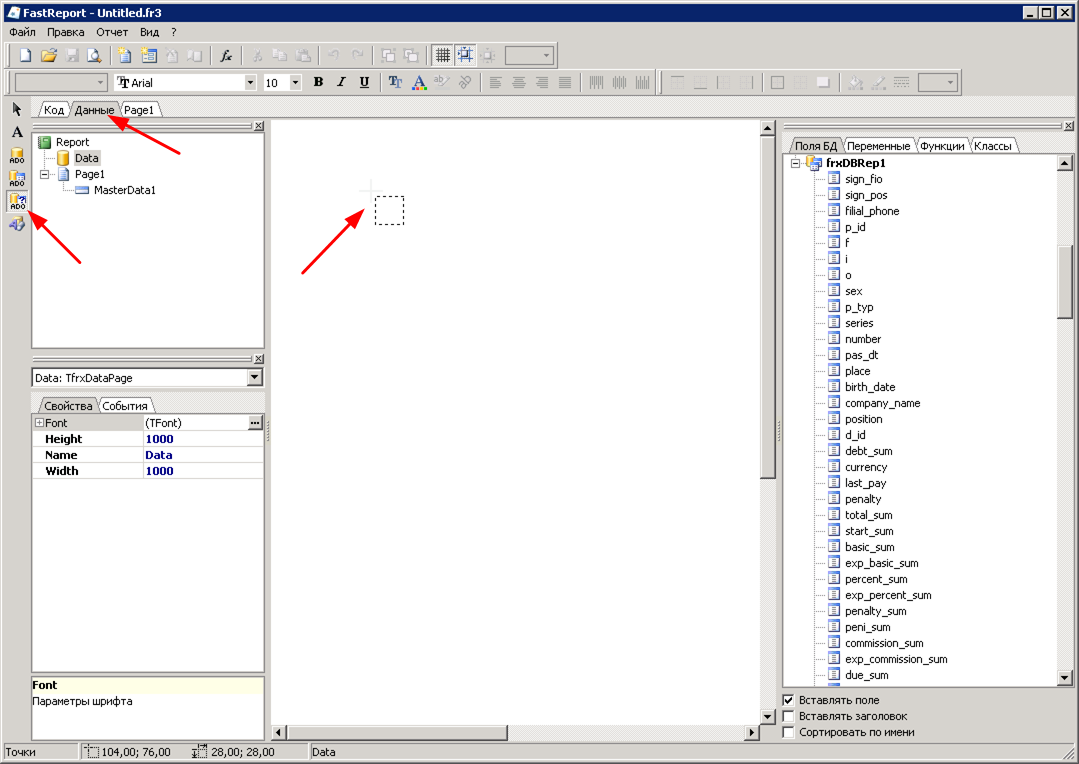 FastReport - Untitled.fr3
Файл Правка Отчет Вид ?
fx
Arial 10 B I U
Код Данные Page1
A
ADO
ADO
ADO
Report
Data
Page1
MasterData1
Data: TfrxDataPage
Свойства События
Font (TFont)
Height 1000
Name Data
Width 1000
Font
Параметры шрифта
Поля БД Переменные Функции Классы
frxDBRep1
sign_fio
sign_pos
filial_phone
p_id
f
i
o
sex
p_typ
series
number
pas_dt
place
birth_date
company_name
position
d_id
debt_sum
currency
last_pay
penalty
total_sum
start_sum
basic_sum
exp_basic_sum
percent_sum
exp_percent_sum
penalty_sum
peni_sum
commission_sum
exp_commission_sum
due_sum
Вставлять поле
Вставлять заголовок
Сортировать по имени
Точки 104,00; 76,00 28,00; 28,00 Data